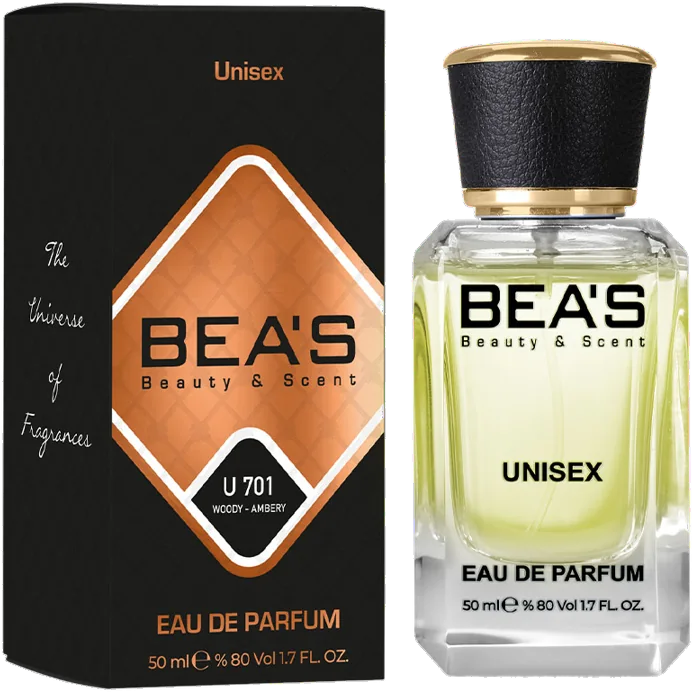 The
Universe
of
Fragrances
Unisex
BEA'S
Beauty & Scent
U 701
WOODY - AMBERY
EAU DE PARFUM
50 ml ℮ % 80 Vol 1.7 FL. OZ.
BEA'S
Beauty & Scent
UNISEX
EAU DE PARFUM
50 ml ℮ % 80 Vol 1.7 FL. OZ.